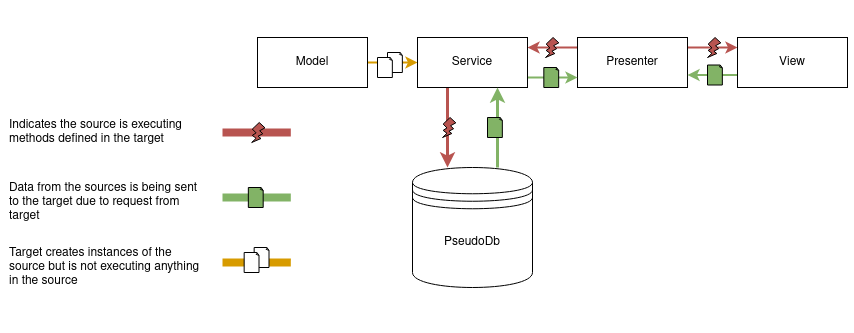 Model
Service
Presenter
View
Indicates the source is executing
methods defined in the target
Data from the sources is being sent
to the target due to request from
target
PseudoDb
Target creates instances of the
source but is not executing anything
in the source